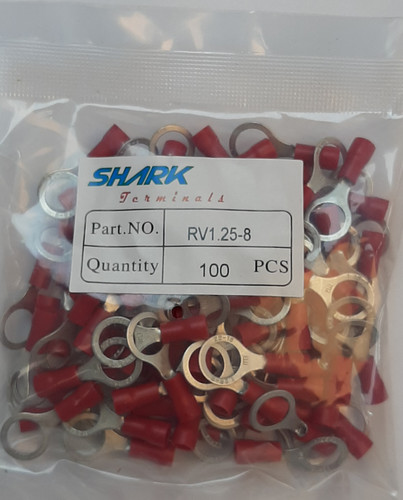 SHARK
Terminals
Part.NO. RV1.25-8
Quantity 100 PCS